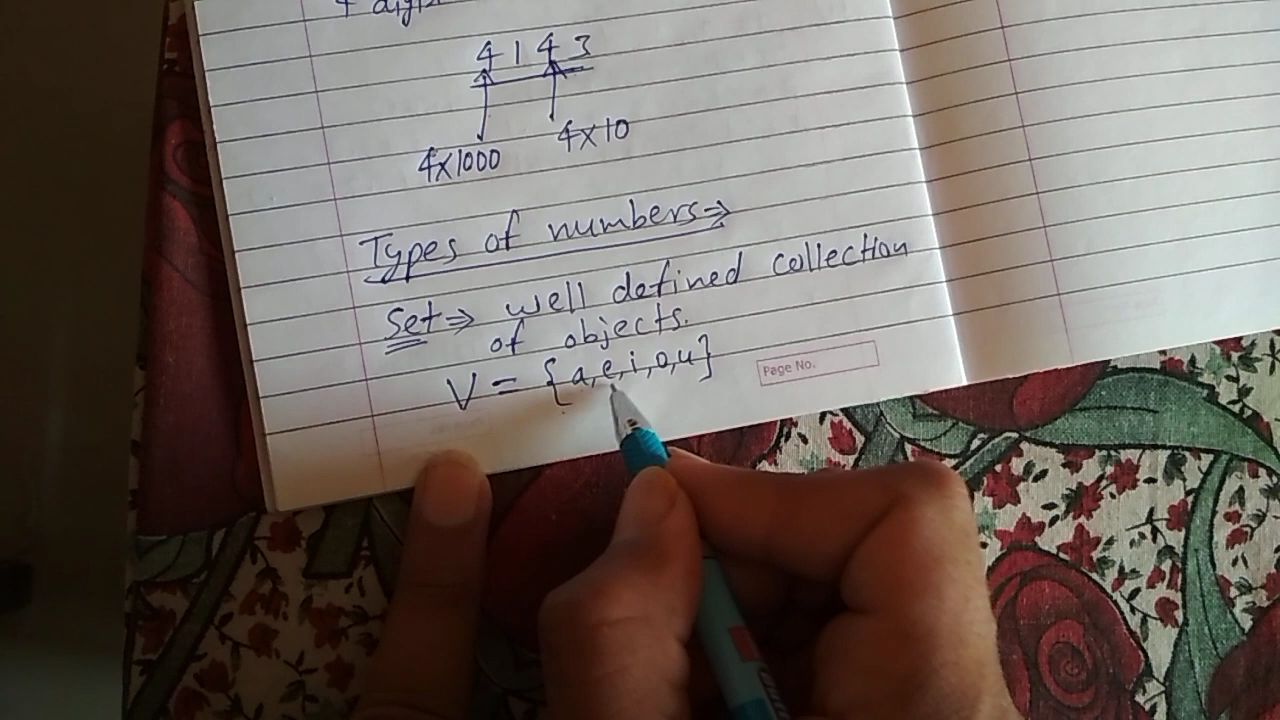 4143
4x1000
4x10
Types of numbers⇒
Set⇒ well defined collection
of objects.
V = {a,e,i,o,u}
Page No.